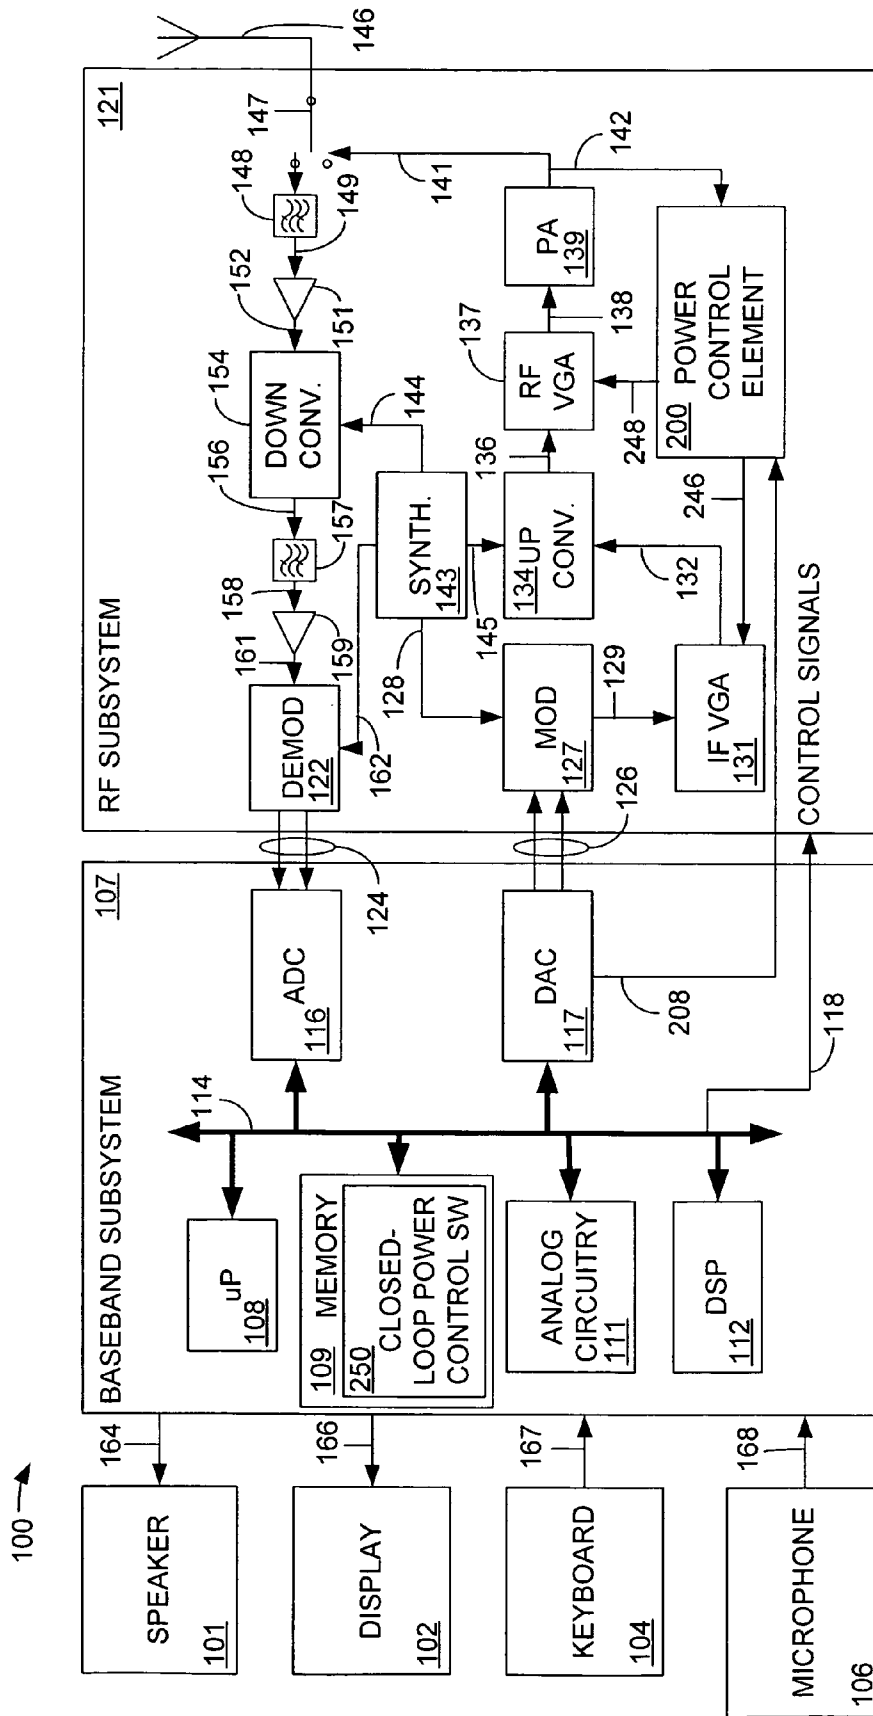 100
SPEAKER
101
DISPLAY
102
KEYBOARD
104
MICROPHONE
106
164
166
167
168
BASEBAND SUBSYSTEM
107
uP
108
109 MEMORY
250 CLOSED-
LOOP POWER
CONTROL SW
ANALOG
CIRCUITRY
111
DSP
112
114
ADC
116
DAC
117
208
118
124
126
CONTROL SIGNALS
RF SUBSYSTEM
121
DEMOD
122
161
159
158
157
156
154
DOWN
CONV.
152
151
149
148
147
146
162
128
SYNTH.
143
144
145
MOD
127
129
IF VGA
131
132
134 UP
CONV.
136
RF
VGA
137
138
PA
139
141
142
200 POWER
CONTROL
ELEMENT
248
246